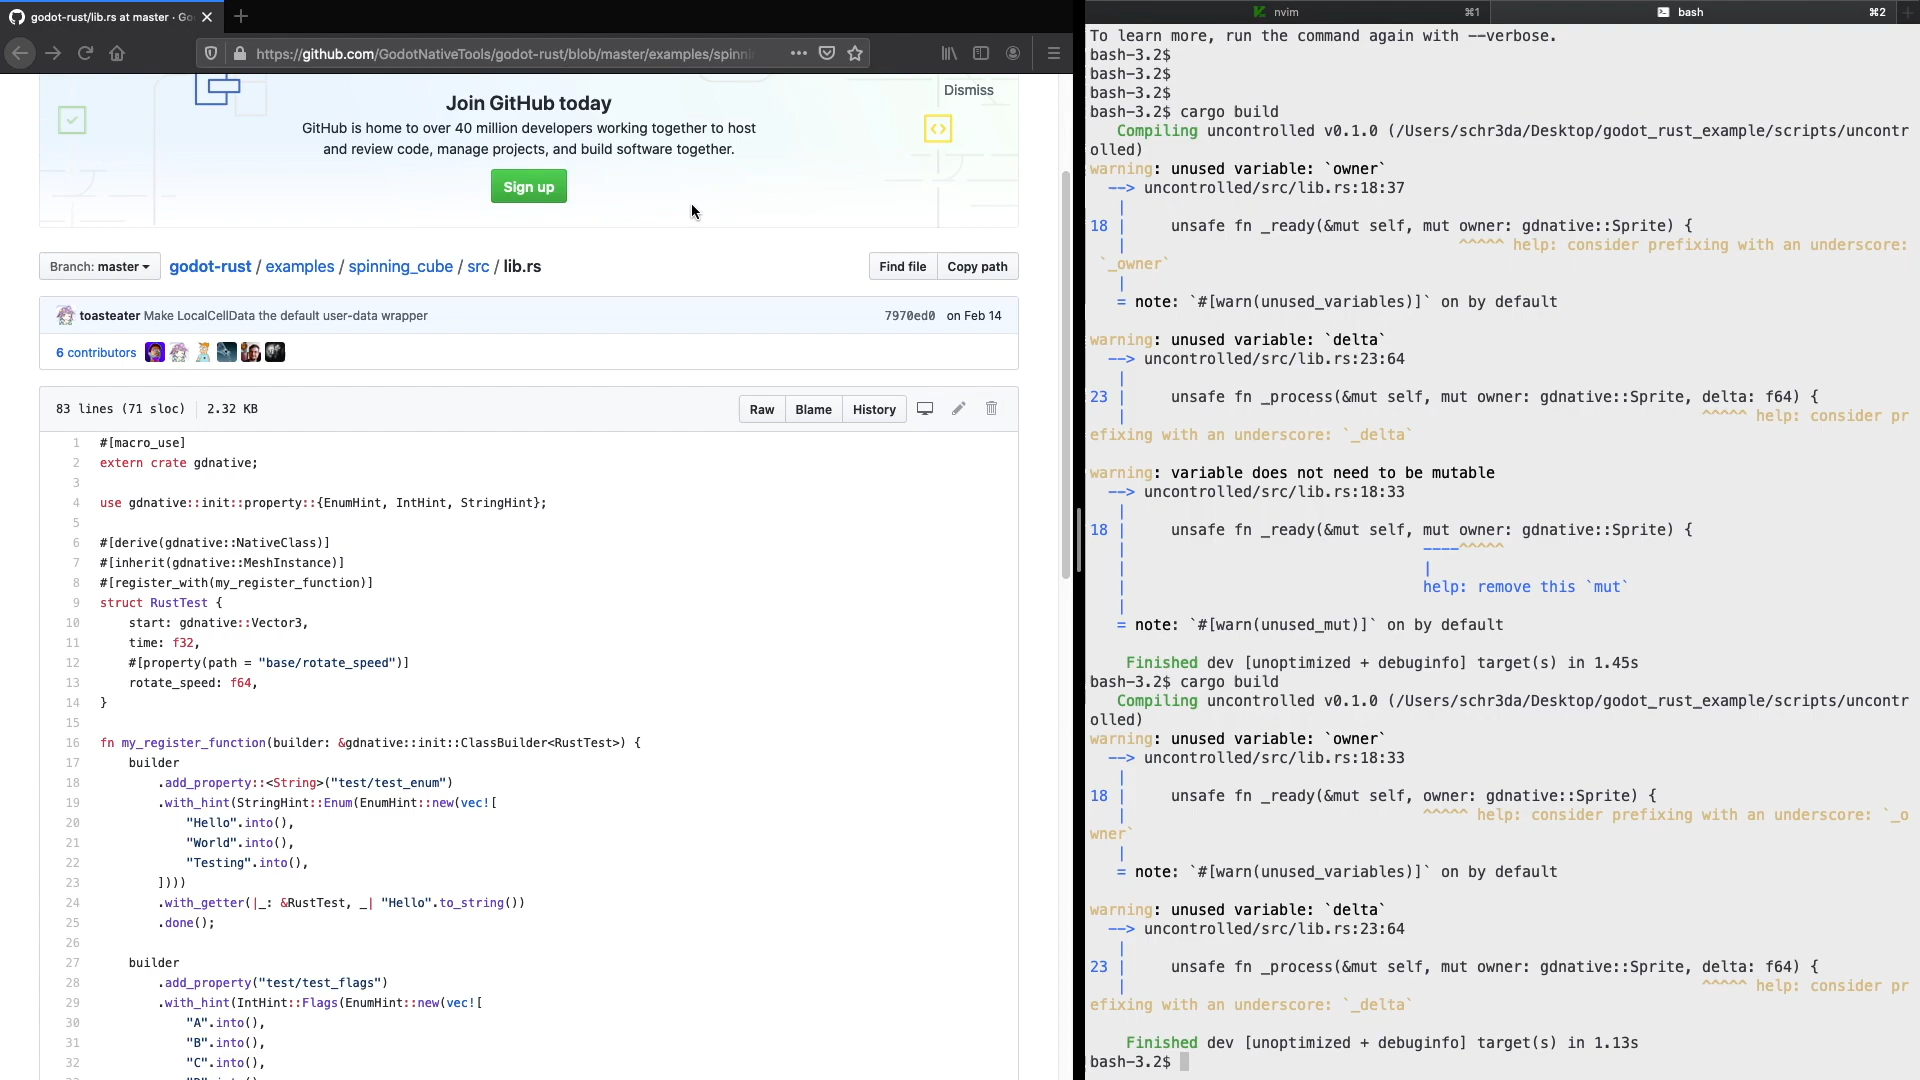 godot-rust/lib.rs at master · Go
https://github.com/GodotNativeTools/godot-rust/blob/master/examples/spinni
Join GitHub today
Dismiss
GitHub is home to over 40 million developers working together to host
and review code, manage projects, and build software together.
Sign up
Branch: master
godot-rust / examples / spinning_cube / src / lib.rs
Find file
Copy path
toasteater Make LocalCellData the default user-data wrapper
7970ed0 on Feb 14
6 contributors
83 lines (71 sloc)
2.32 KB
Raw
Blame
History
1 #[macro_use]
2 extern crate gdnative;
3
4 use gdnative::init::property::{EnumHint, IntHint, StringHint};
5
6 #[derive(gdnative::NativeClass)]
7 #[inherit(gdnative::MeshInstance)]
8 #[register_with(my_register_function)]
9 struct RustTest {
10 start: gdnative::Vector3,
11 time: f32,
12 #[property(path = "base/rotate_speed")]
13 rotate_speed: f64,
14 }
15
16 fn my_register_function(builder: &gdnative::init::ClassBuilder<RustTest>) {
17 builder
18 .add_property::<String>("test/test_enum")
19 .with_hint(StringHint::Enum(EnumHint::new(vec![
20 "Hello".into(),
21 "World".into(),
22 "Testing".into(),
23 ])))
24 .with_getter(|_: &RustTest, _| "Hello".to_string())
25 .done();
26
27 builder
28 .add_property("test/test_flags")
29 .with_hint(IntHint::Flags(EnumHint::new(vec![
30 "A".into(),
31 "B".into(),
32 "C".into(),
nvim ⌘1
bash ⌘2
To learn more, run the command again with --verbose.
bash-3.2$
bash-3.2$
bash-3.2$
bash-3.2$ cargo build
Compiling uncontrolled v0.1.0 (/Users/schr3da/Desktop/godot_rust_example/scripts/uncontr
olled)
warning: unused variable: `owner`
--> uncontrolled/src/lib.rs:18:37
|
18 | unsafe fn _ready(&mut self, mut owner: gdnative::Sprite) {
| ^^^^^ help: consider prefixing with an underscore:
`_owner`
|
= note: `#[warn(unused_variables)]` on by default
warning: unused variable: `delta`
--> uncontrolled/src/lib.rs:23:64
|
23 | unsafe fn _process(&mut self, mut owner: gdnative::Sprite, delta: f64) {
| ^^^^^ help: consider pr
efixing with an underscore: `_delta`
warning: variable does not need to be mutable
--> uncontrolled/src/lib.rs:18:33
|
18 | unsafe fn _ready(&mut self, mut owner: gdnative::Sprite) {
| ----^^^^^
| |
| help: remove this `mut`
|
= note: `#[warn(unused_mut)]` on by default
Finished dev [unoptimized + debuginfo] target(s) in 1.45s
bash-3.2$ cargo build
Compiling uncontrolled v0.1.0 (/Users/schr3da/Desktop/godot_rust_example/scripts/uncontr
olled)
warning: unused variable: `owner`
--> uncontrolled/src/lib.rs:18:33
|
18 | unsafe fn _ready(&mut self, owner: gdnative::Sprite) {
| ^^^^^ help: consider prefixing with an underscore: `_o
wner`
|
= note: `#[warn(unused_variables)]` on by default
warning: unused variable: `delta`
--> uncontrolled/src/lib.rs:23:64
|
23 | unsafe fn _process(&mut self, mut owner: gdnative::Sprite, delta: f64) {
| ^^^^^ help: consider pr
efixing with an underscore: `_delta`
Finished dev [unoptimized + debuginfo] target(s) in 1.13s
bash-3.2$